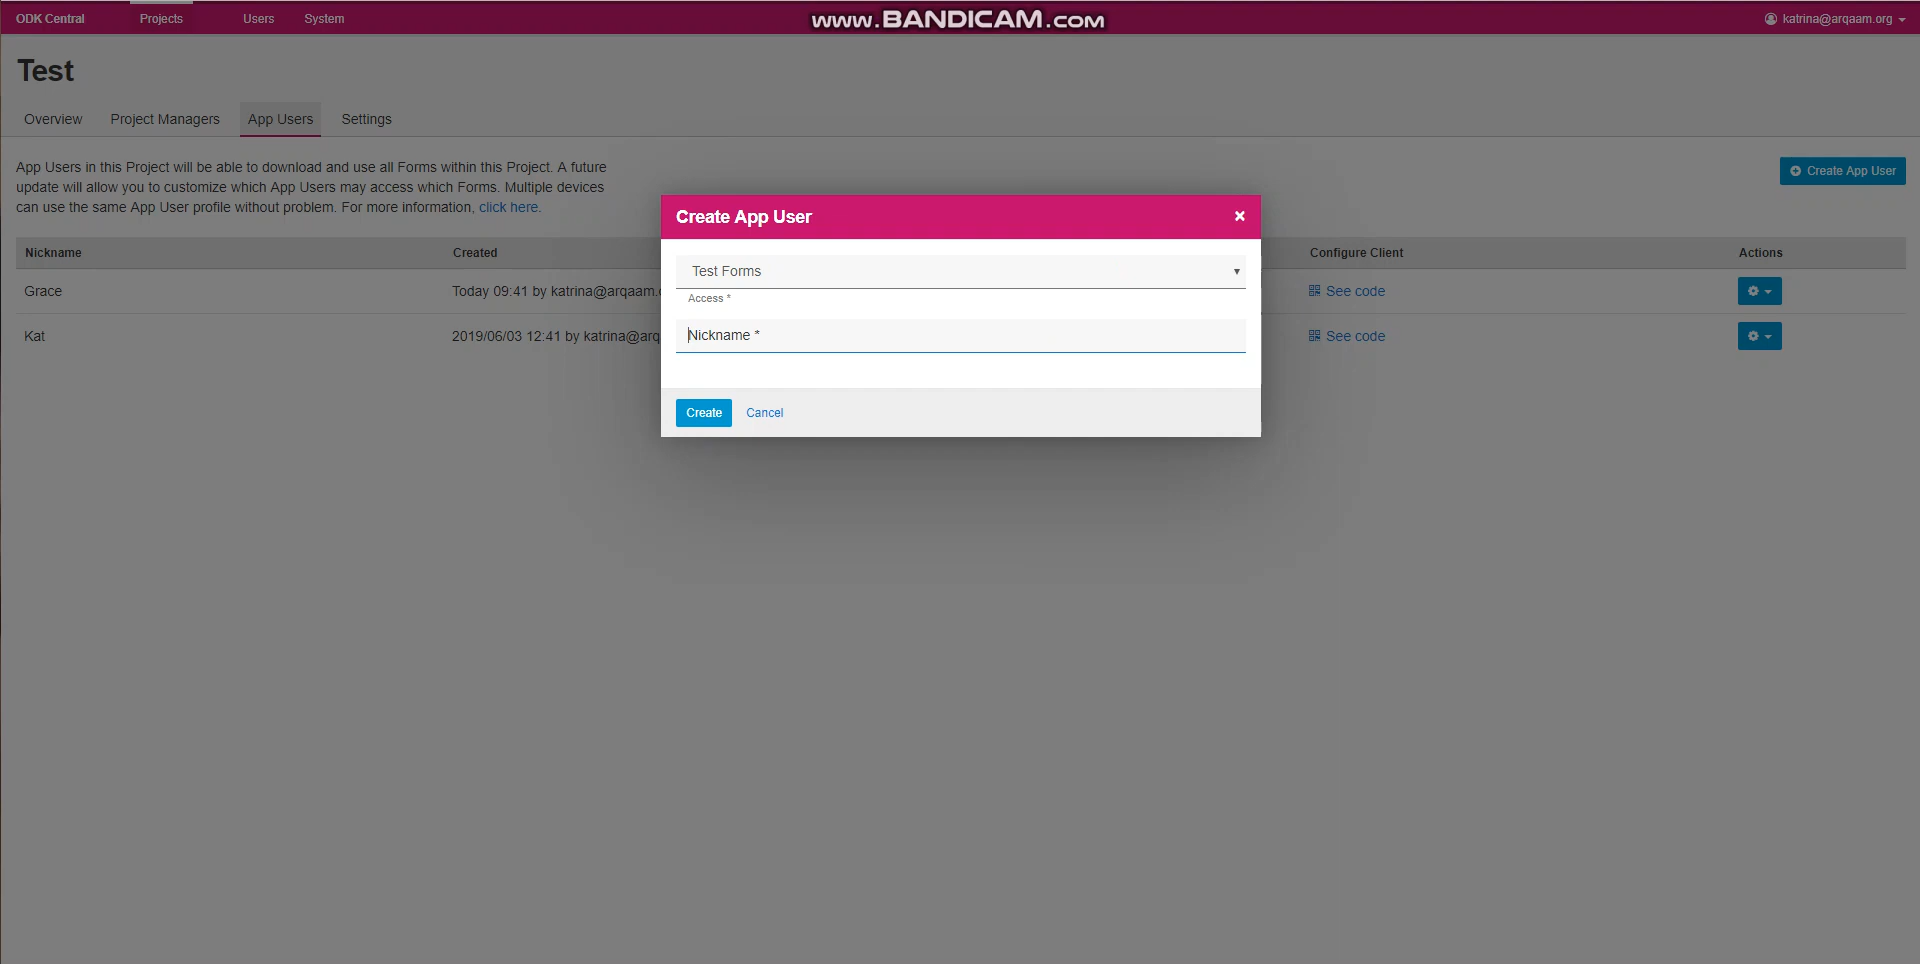 ODK Central Projects Users System www.BANDICAM.com katrina@arqaam.org
Test
Overview Project Managers App Users Settings
App Users in this Project will be able to download and use all Forms within this Project. A future
update will allow you to customize which App Users may access which Forms. Multiple devices
can use the same App User profile without problem. For more information, click here.
Create App User
Create App User ×
Test Forms
Access *
Nickname *
Create Cancel
Nickname Created Configure Client Actions
Grace Today 09:41 by katrina@arqaam. See code
Kat 2019/06/03 12:41 by katrina@arq See code